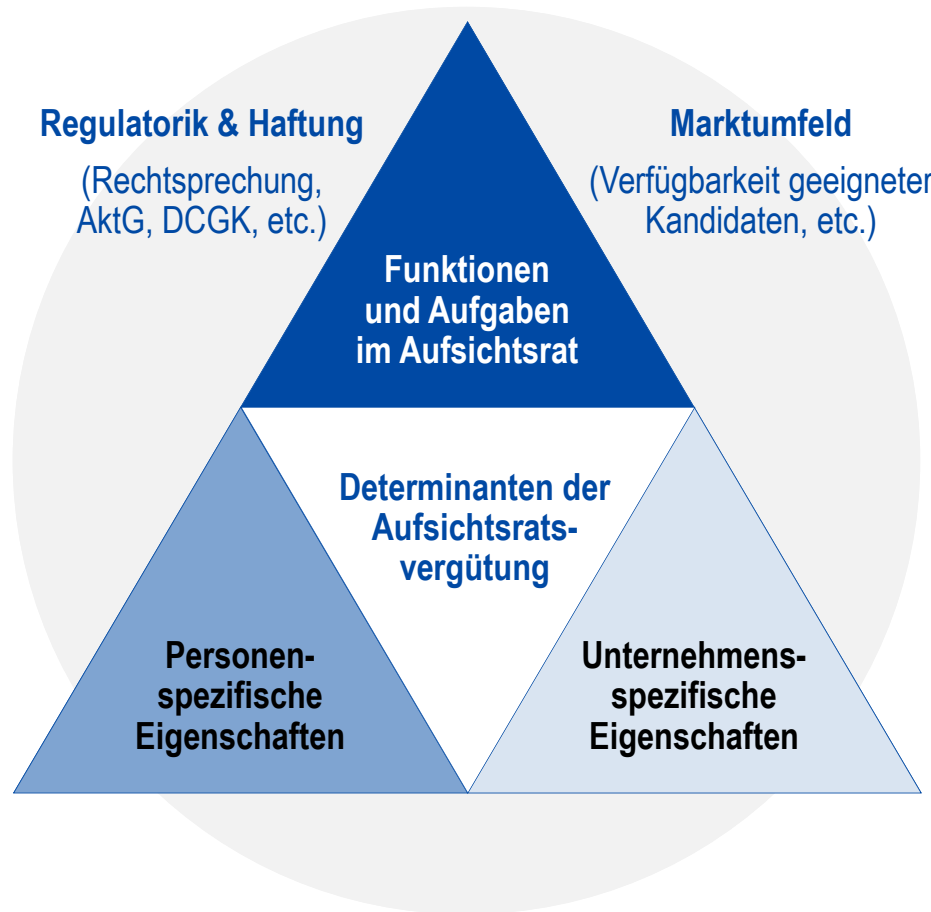 Regulatorik & Haftung
(Rechtsprechung,
AktG, DCGK, etc.)
Marktumfeld
(Verfügbarkeit geeigneter
Kandidaten, etc.)
Funktionen
und Aufgaben
im Aufsichtsrat
Determinanten der
Aufsichtsrats-
vergütung
Personen-
spezifische
Eigenschaften
Unternehmens-
spezifische
Eigenschaften